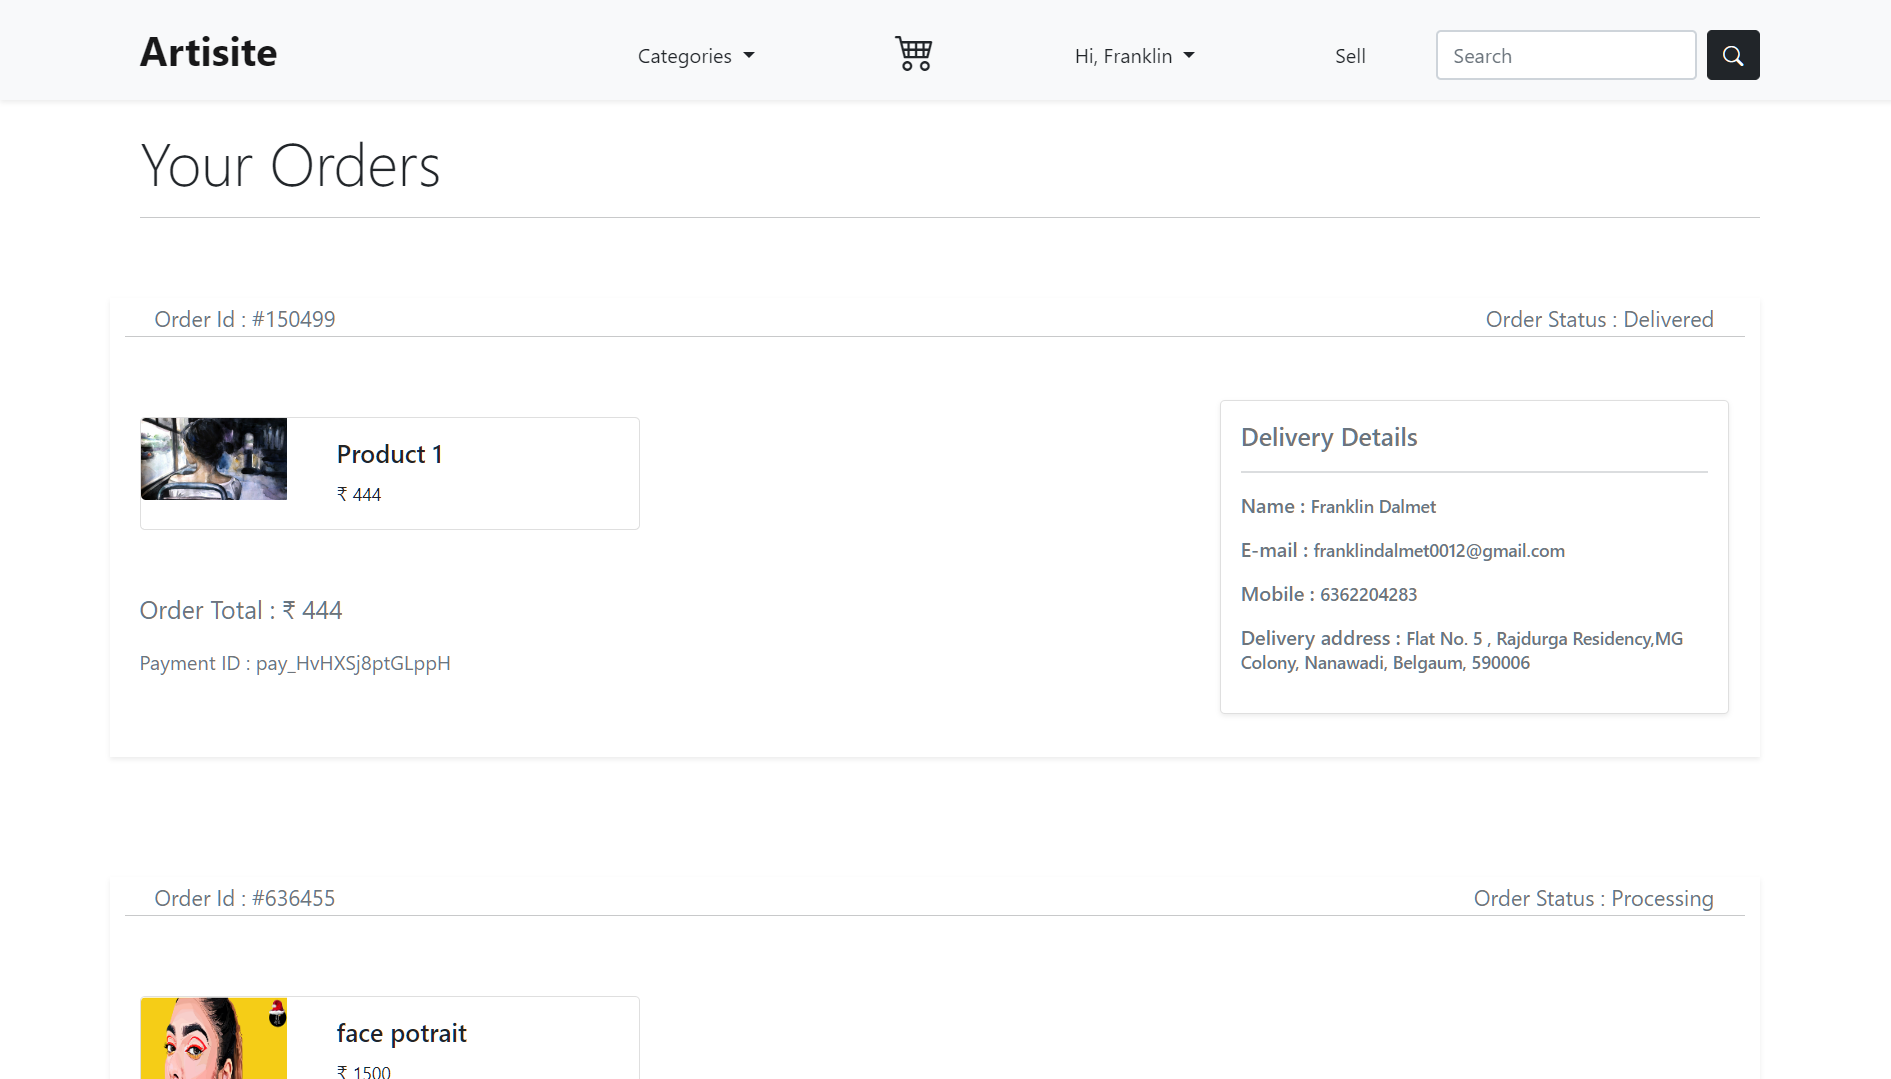 Artisite
Categories
Hi, Franklin
Sell
Search
Your Orders
Order Id : #150499
Order Status : Delivered
Product 1
₹ 444
Order Total : ₹ 444
Payment ID : pay_HvHXSj8ptGLppH
Delivery Details
Name : Franklin Dalmet
E-mail : franklindalmet0012@gmail.com
Mobile : 6362204283
Delivery address : Flat No. 5 , Rajdurga Residency,MG
Colony, Nanawadi, Belgaum, 590006
Order Id : #636455
Order Status : Processing
face potrait
₹ 1500